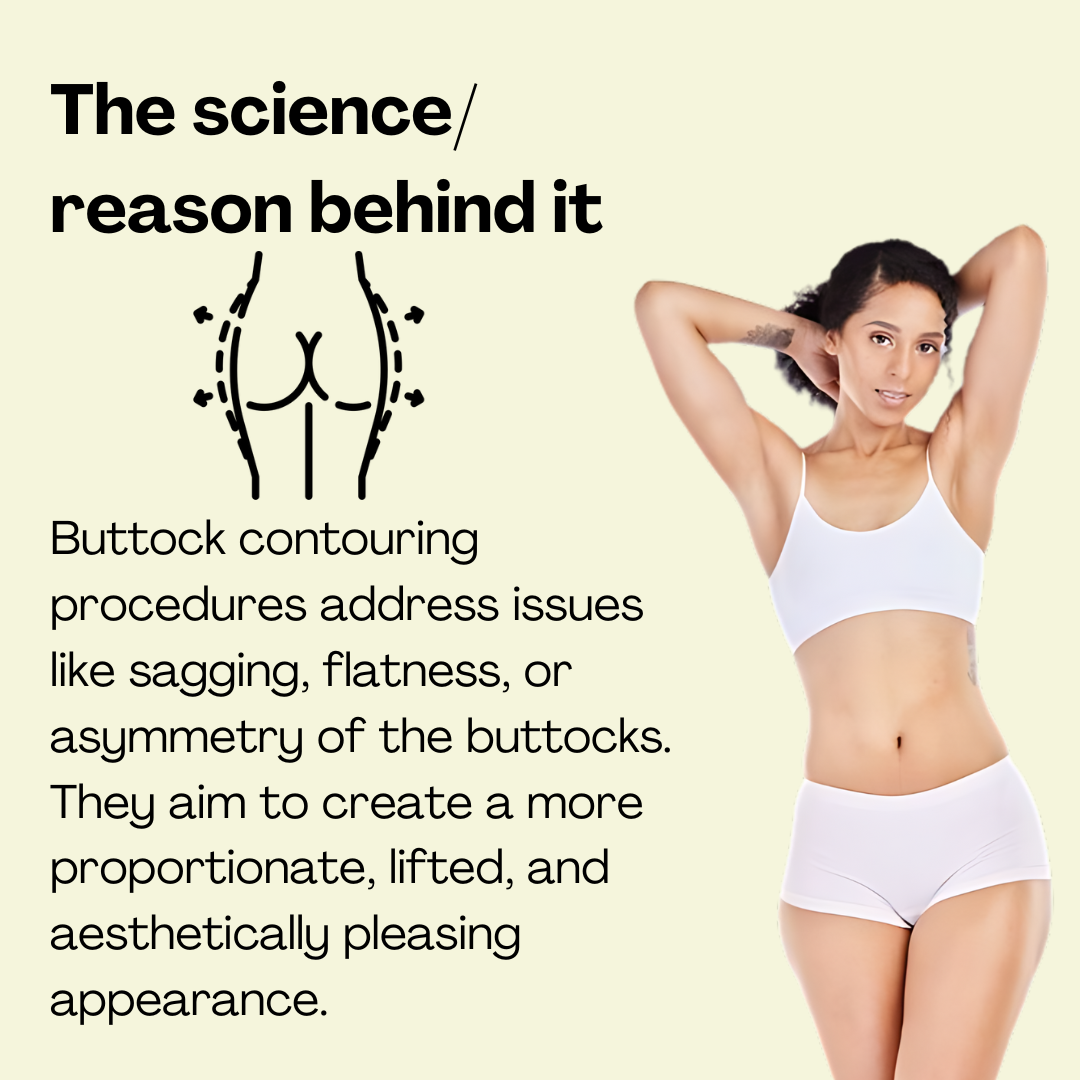 The science/
reason behind it
Buttock contouring
procedures address issues
like sagging, flatness, or
asymmetry of the buttocks.
They aim to create a more
proportionate, lifted, and
aesthetically pleasing
appearance.